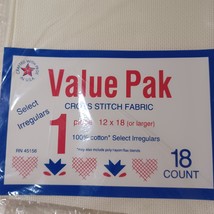 Value Pak
CROSS STITCH FABRIC
Select
Irregulars
1
piece 12 x 18 (or larger)
100% cotton* Select Irregulars
RN 45156
18
COUNT